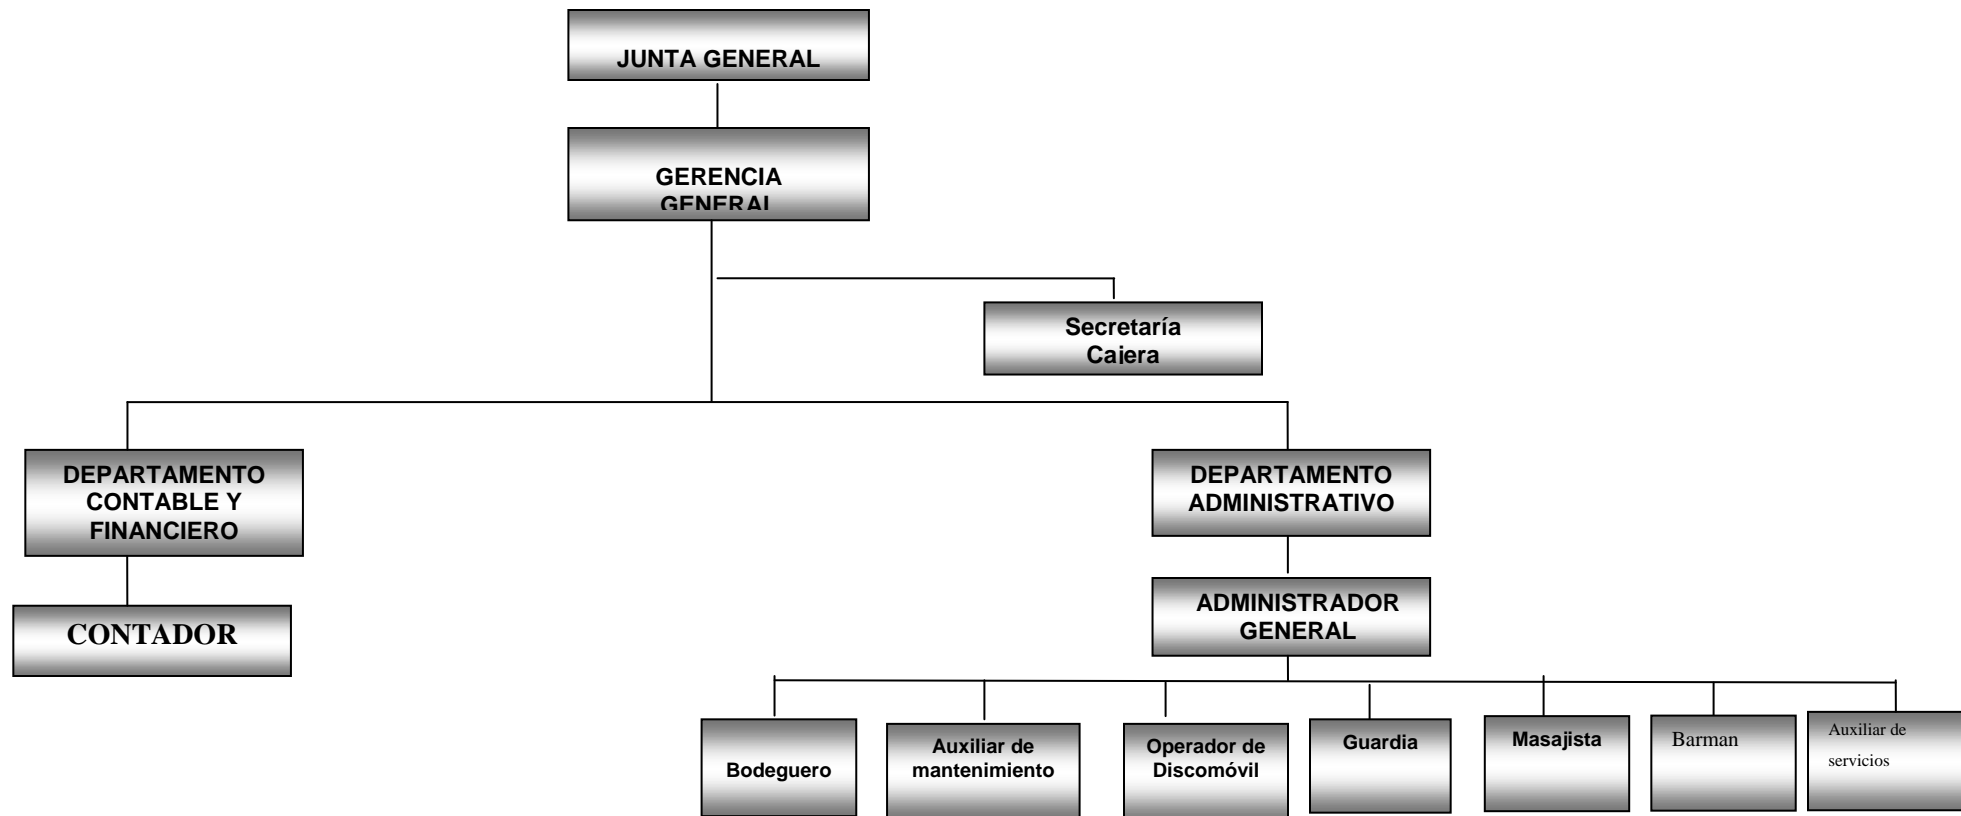 JUNTA GENERAL
GERENCIA
GENERAL
Secretaría
Cajera
DEPARTAMENTO
CONTABLE Y
FINANCIERO
DEPARTAMENTO
ADMINISTRATIVO
CONTADOR
ADMINISTRADOR
GENERAL
Bodeguero
Auxiliar de
mantenimiento
Operador de
Discomóvil
Guardia
Masajista
Barman
Auxiliar de
servicios